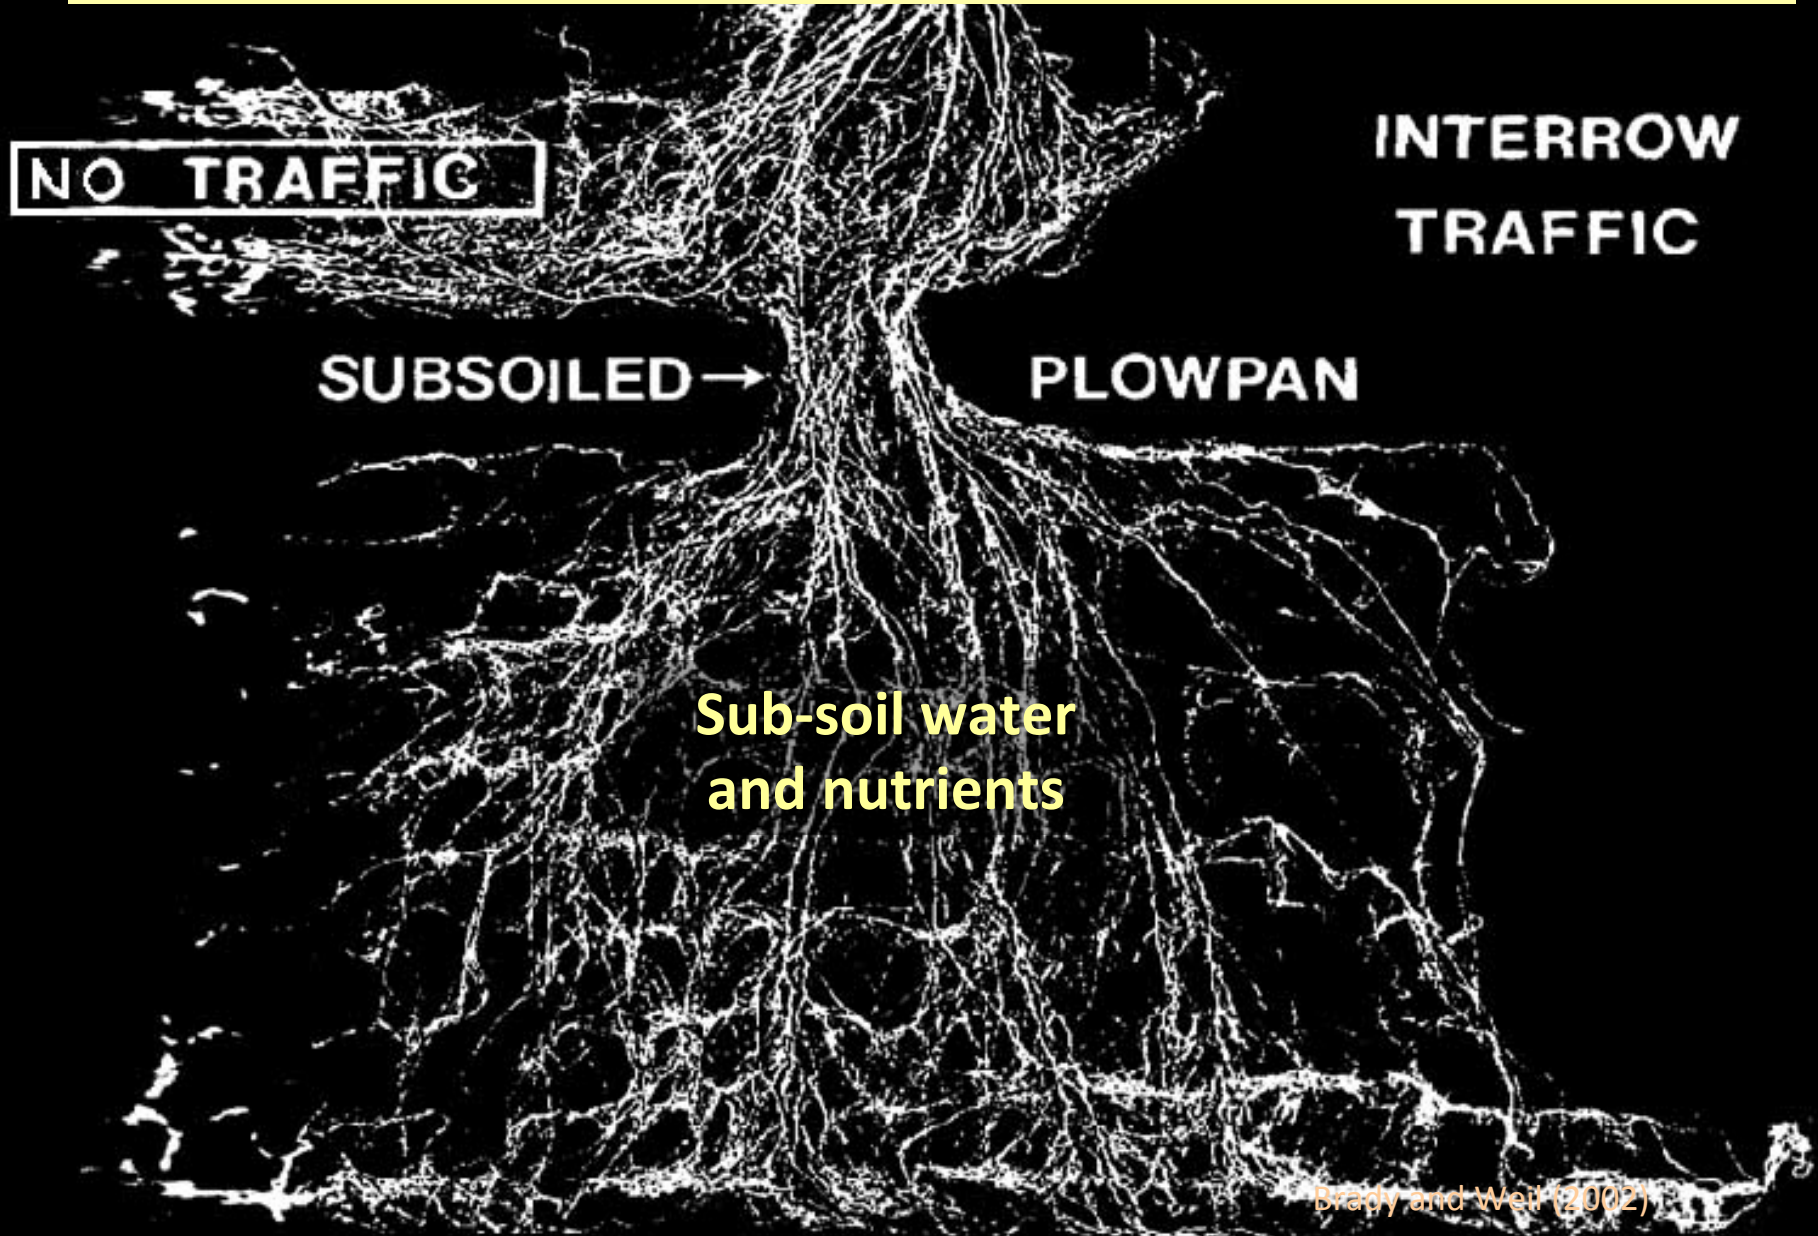 NO TRAFFIC
INTERROW
TRAFFIC
SUBSOILED→
PLOWPAN
Sub-soil water
and nutrients
Brady and Weil (2002)